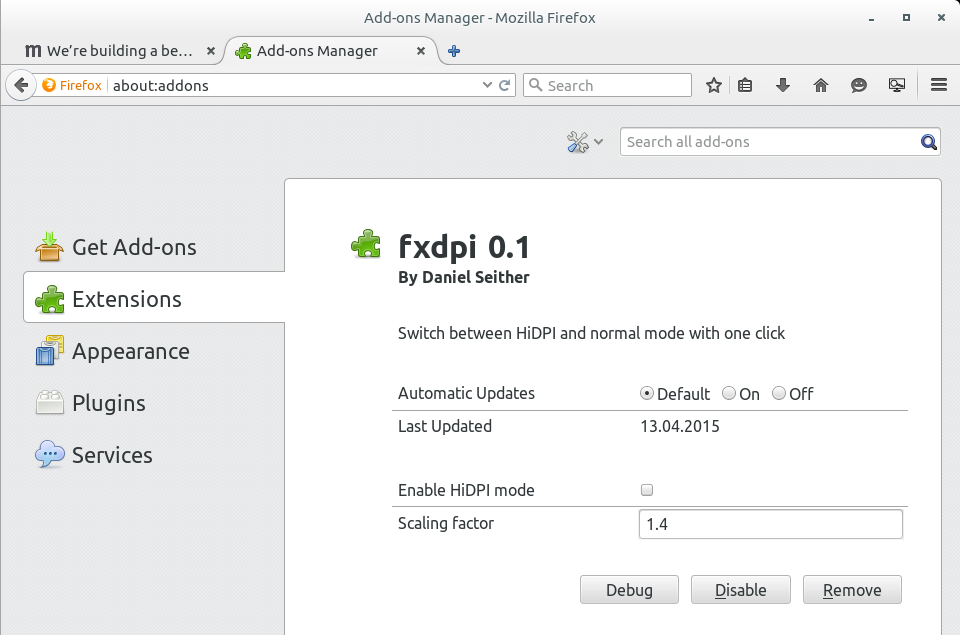 Add-ons Manager - Mozilla Firefox
m We’re building a be... Add-ons Manager
Firefox about:addons Search
Search all add-ons
Get Add-ons
Extensions
Appearance
Plugins
Services
fxdpi 0.1
By Daniel Seither
Switch between HiDPI and normal mode with one click
Automatic Updates Default On Off
Last Updated 13.04.2015
Enable HiDPI mode
Scaling factor 1.4
Debug Disable Remove